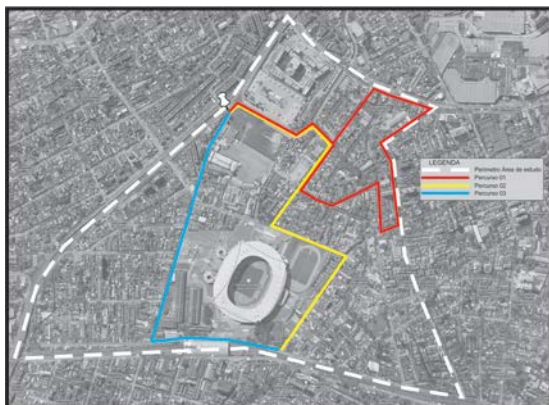 LEGENDA
Perímetro Área de estudo
Percurso 01
Percurso 02
Percurso 03